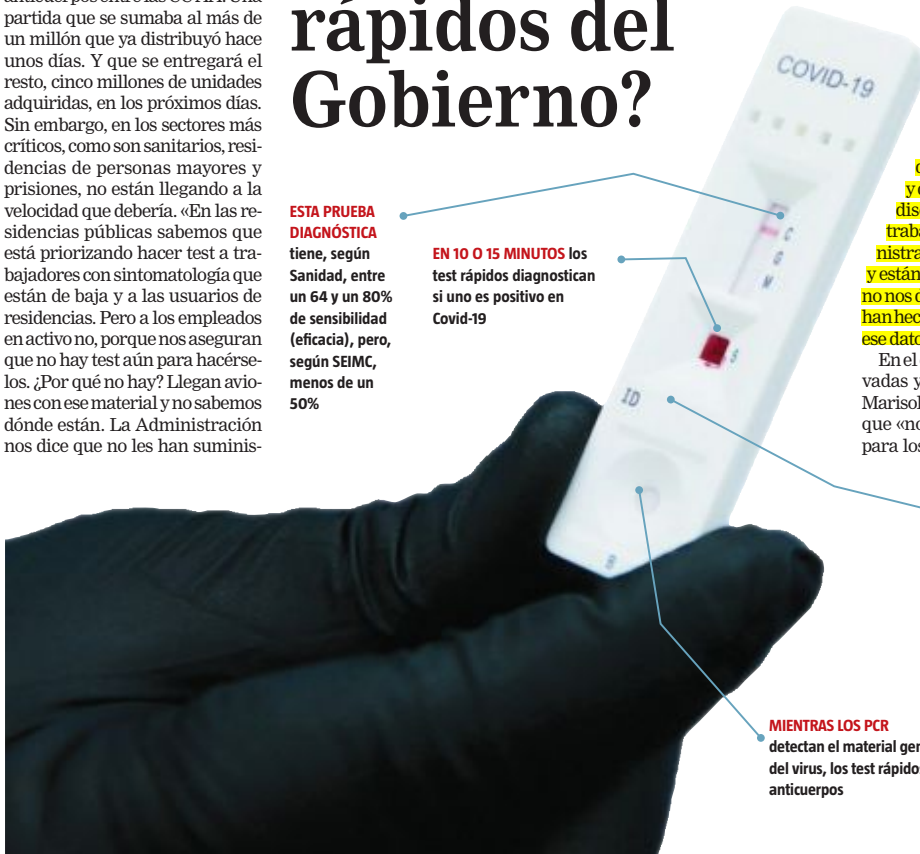 partida que se sumaba al más de
un millón que ya distribuyó hace
unos días. Y que se entregará el
resto, cinco millones de unidades
adquiridas, en los próximos días.
Sin embargo, en los sectores más
críticos, como son sanitarios, resi-
dencias de personas mayores y
prisiones, no están llegando a la
velocidad que debería. «En las re-
sidencias públicas sabemos que
está priorizando hacer test a tra-
bajadores con sintomatología que
están de baja y a las usuarios de
residencias. Pero a los empleados
en activo no, porque nos aseguran
que no hay test aún para hacérse-
los. ¿Por qué no hay? Llegan avio-
nes con ese material y no sabemos
dónde están. La Administración
nos dice que no les han suminis-
rápidos del
Gobierno?
ESTA PRUEBA
DIAGNÓSTICA
tiene, según
Sanidad, entre
un 64 y un 80%
de sensibilidad
(eficacia), pero,
según SEIMC,
menos de un
50%
EN 10 O 15 MINUTOS los
test rápidos diagnostican
si uno es positivo en
Covid-19
COVID-19
C
G
M
S
ID
MIENTRAS LOS PCR
detectan el material gen
del virus, los test rápido
anticuerpos
y
dis
traba
nistra
y están
no nos d
han hec
ese dato
En el
vadas y
Marisol
que «no
para los